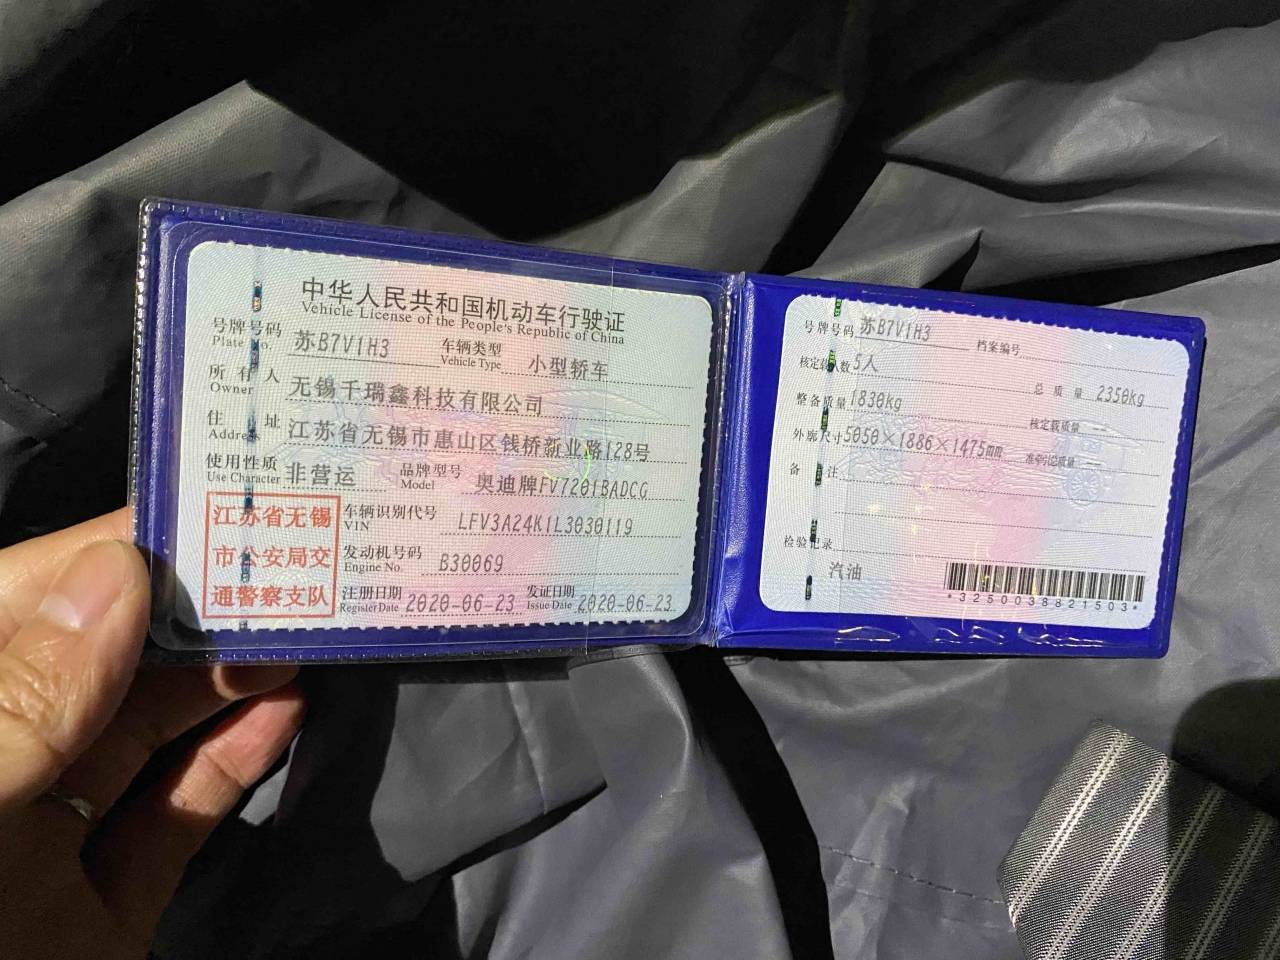 中华人民共和国机动车行驶证
Vehicle License of the People's Republic of China
号牌号码 苏B7V1H3 车辆类型 小型轿车
Plate No. Vehicle Type
所有人 无锡千瑞鑫科技有限公司
Owner
住址 江苏省无锡市惠山区钱桥新业路128号
Address
使用性质 非营运 品牌型号 奥迪牌FV7201BADCG
Use Character Model
江苏省无锡
市公安局交
通警察支队
车辆识别代号 LFV3A24K1L3030119
VIN
发动机号码 B30069
Engine No.
注册日期 2020-06-23 发证日期 2020-06-23
Register Date Issue Date
号牌号码 苏B7V1H3 档案编号
核定载人数 5人 总质量 2350kg
整备质量 1830kg 核定载质量 --
外廓尺寸 5050×1886×1475mm 准牵引总质量 --
备注
检验记录
汽油
*3250038821503*